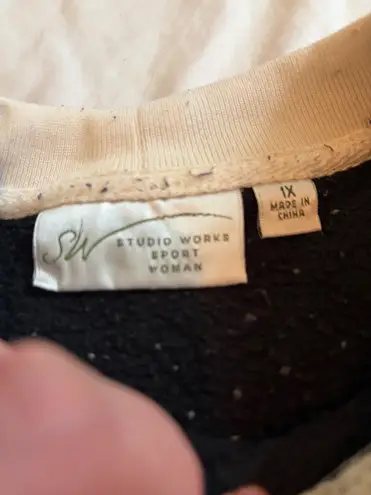 SW STUDIO WORKS
SPORT
WOMAN
1X
MADE IN
CHINA